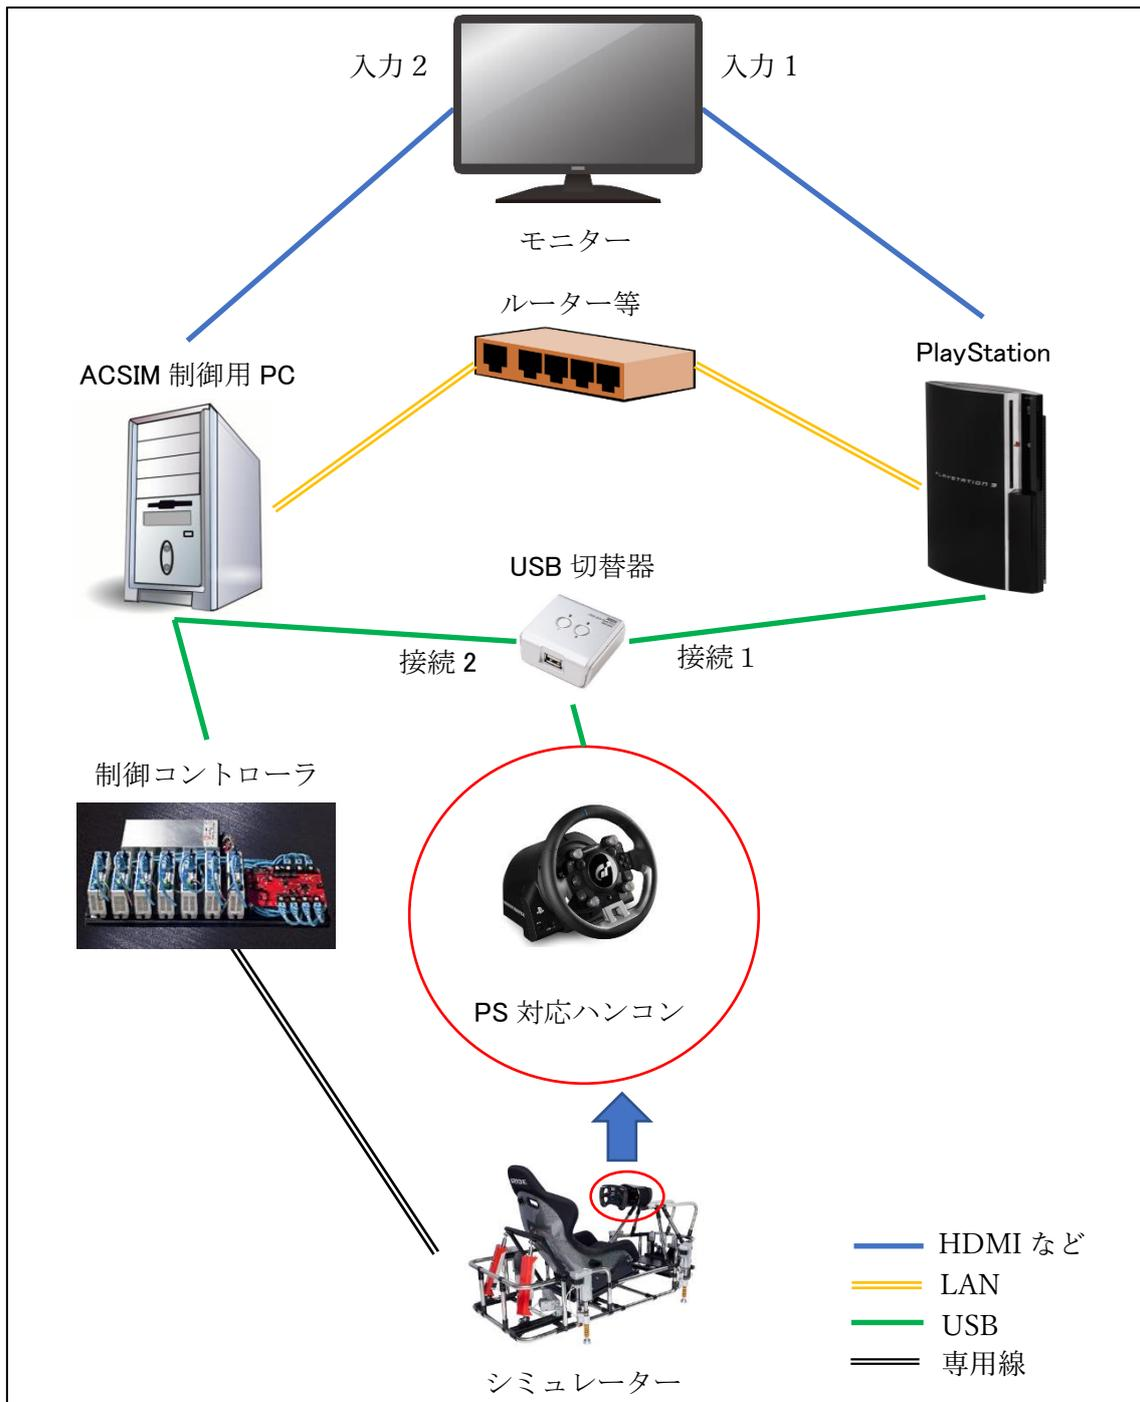 入力 2
入力 1
モニター
ルーター等
PlayStation
ACSIM 制御用 PC
PLAYSTATION 3
USB 切替器
接続 2
接続 1
制御コントローラ
PS 対応ハンコン
シミュレーター
HDMI など
LAN
USB
専用線